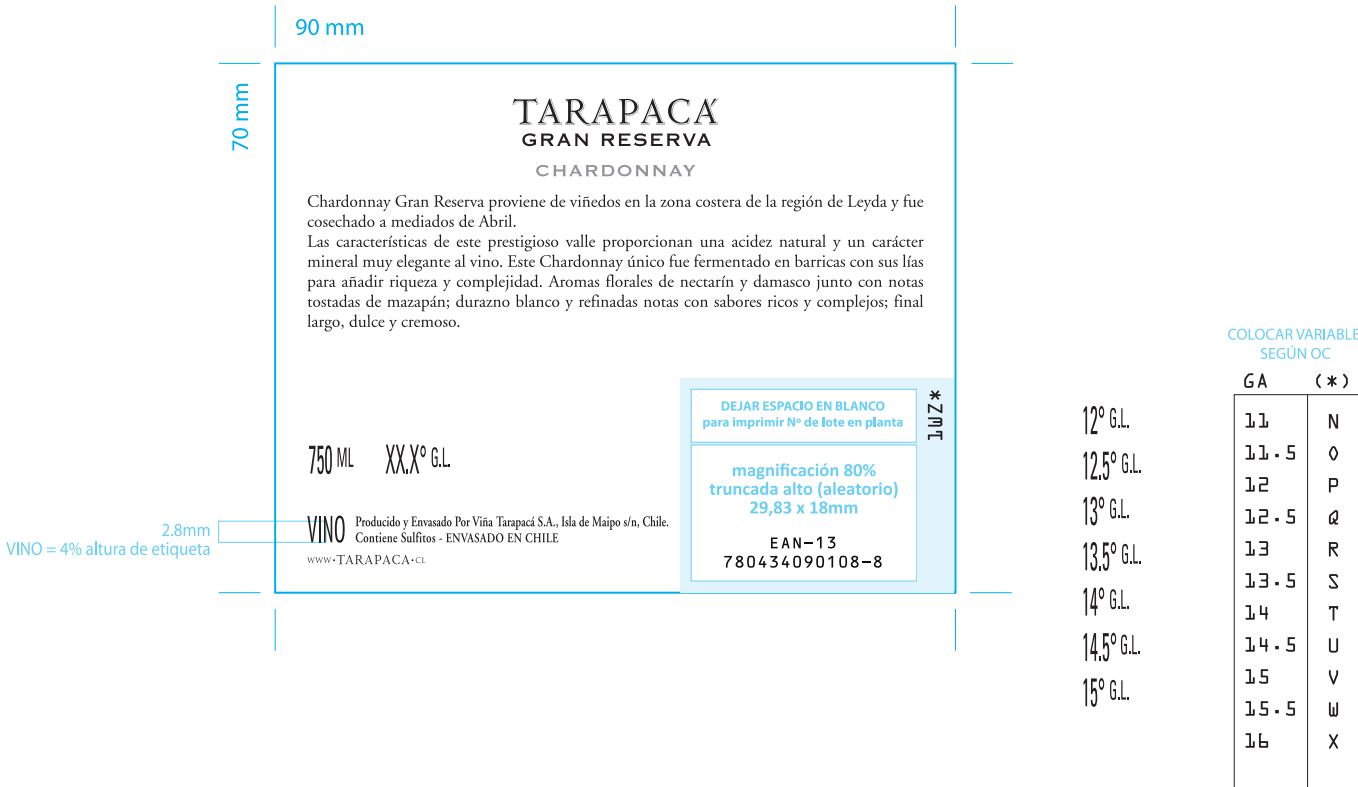 90 mm
70 mm
TARAPACÁ
GRAN RESERVA
CHARDONNAY
Chardonnay Gran Reserva proviene de viñedos en la zona costera de la región de Leyda y fue
cosechado a mediados de Abril.
Las características de este prestigioso valle proporcionan una acidez natural y un carácter
mineral muy elegante al vino. Este Chardonnay único fue fermentado en barricas con sus lías
para añadir riqueza y complejidad. Aromas florales de nectarín y damasco junto con notas
tostadas de mazapán; durazno blanco y refinadas notas con sabores ricos y complejos; final
largo, dulce y cremoso.
750 ML XX.X° G.L.
VINO Producido y Envasado Por Viña Tarapacá S.A., Isla de Maipo s/n, Chile.
Contiene Sulfitos - ENVASADO EN CHILE
WWW·TARAPACA·CL
2.8mm
VINO = 4% altura de etiqueta
DEJAR ESPACIO EN BLANCO
para imprimir Nº de lote en planta
magnificación 80%
truncada alto (aleatorio)
29,83 x 18mm
EAN-13
780434090108-8
1WZ*
12° G.L.
12.5° G.L.
13° G.L.
13.5° G.L.
14° G.L.
14.5° G.L.
15° G.L.
COLOCAR VARIABLE
SEGÚN OC
GA (*)
11 N
11.5 O
12 P
12.5 Q
13 R
13.5 S
14 T
14.5 U
15 V
15.5 W
16 X